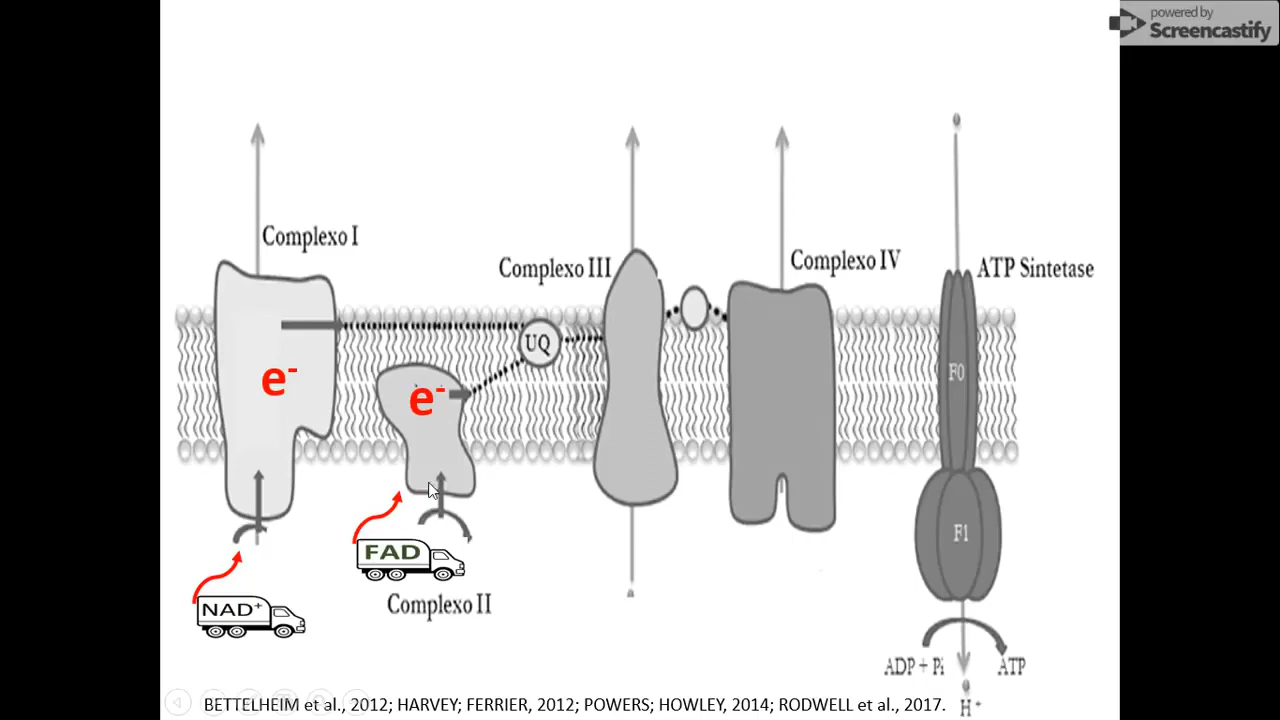 powered by
Screencastify
Complexo I
Complexo III
Complexo IV
ATP Sintetase
UQ
e-
e-
F0
F1
FAD
NAD+
Complexo II
ADP + Pi
ATP
H+
BETTELHEIM et al., 2012; HARVEY; FERRIER, 2012; POWERS; HOWLEY, 2014; RODWELL et al., 2017.